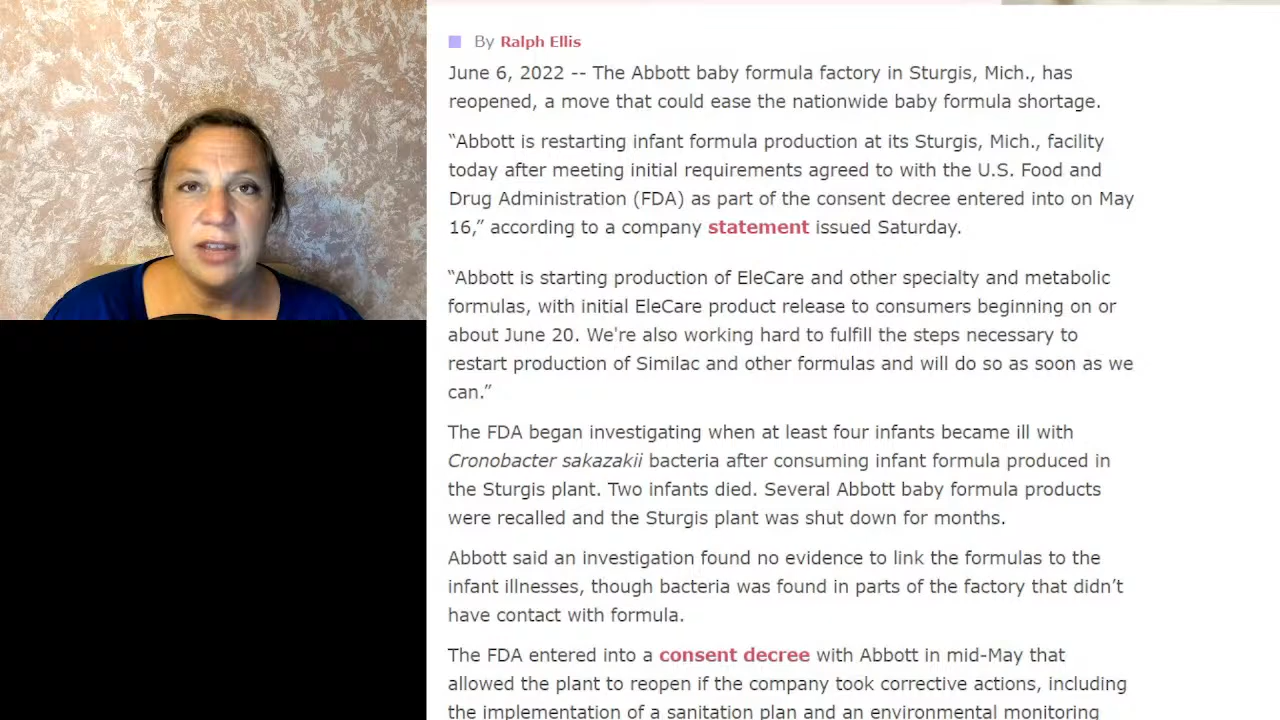 By Ralph Ellis
June 6, 2022 -- The Abbott baby formula factory in Sturgis, Mich., has
reopened, a move that could ease the nationwide baby formula shortage.
“Abbott is restarting infant formula production at its Sturgis, Mich., facility
today after meeting initial requirements agreed to with the U.S. Food and
Drug Administration (FDA) as part of the consent decree entered into on May
16,” according to a company statement issued Saturday.
“Abbott is starting production of EleCare and other specialty and metabolic
formulas, with initial EleCare product release to consumers beginning on or
about June 20. We're also working hard to fulfill the steps necessary to
restart production of Similac and other formulas and will do so as soon as we
can.”
The FDA began investigating when at least four infants became ill with
Cronobacter sakazakii bacteria after consuming infant formula produced in
the Sturgis plant. Two infants died. Several Abbott baby formula products
were recalled and the Sturgis plant was shut down for months.
Abbott said an investigation found no evidence to link the formulas to the
infant illnesses, though bacteria was found in parts of the factory that didn’t
have contact with formula.
The FDA entered into a consent decree with Abbott in mid-May that
allowed the plant to reopen if the company took corrective actions, including
the implementation of a sanitation plan and an environmental monitoring